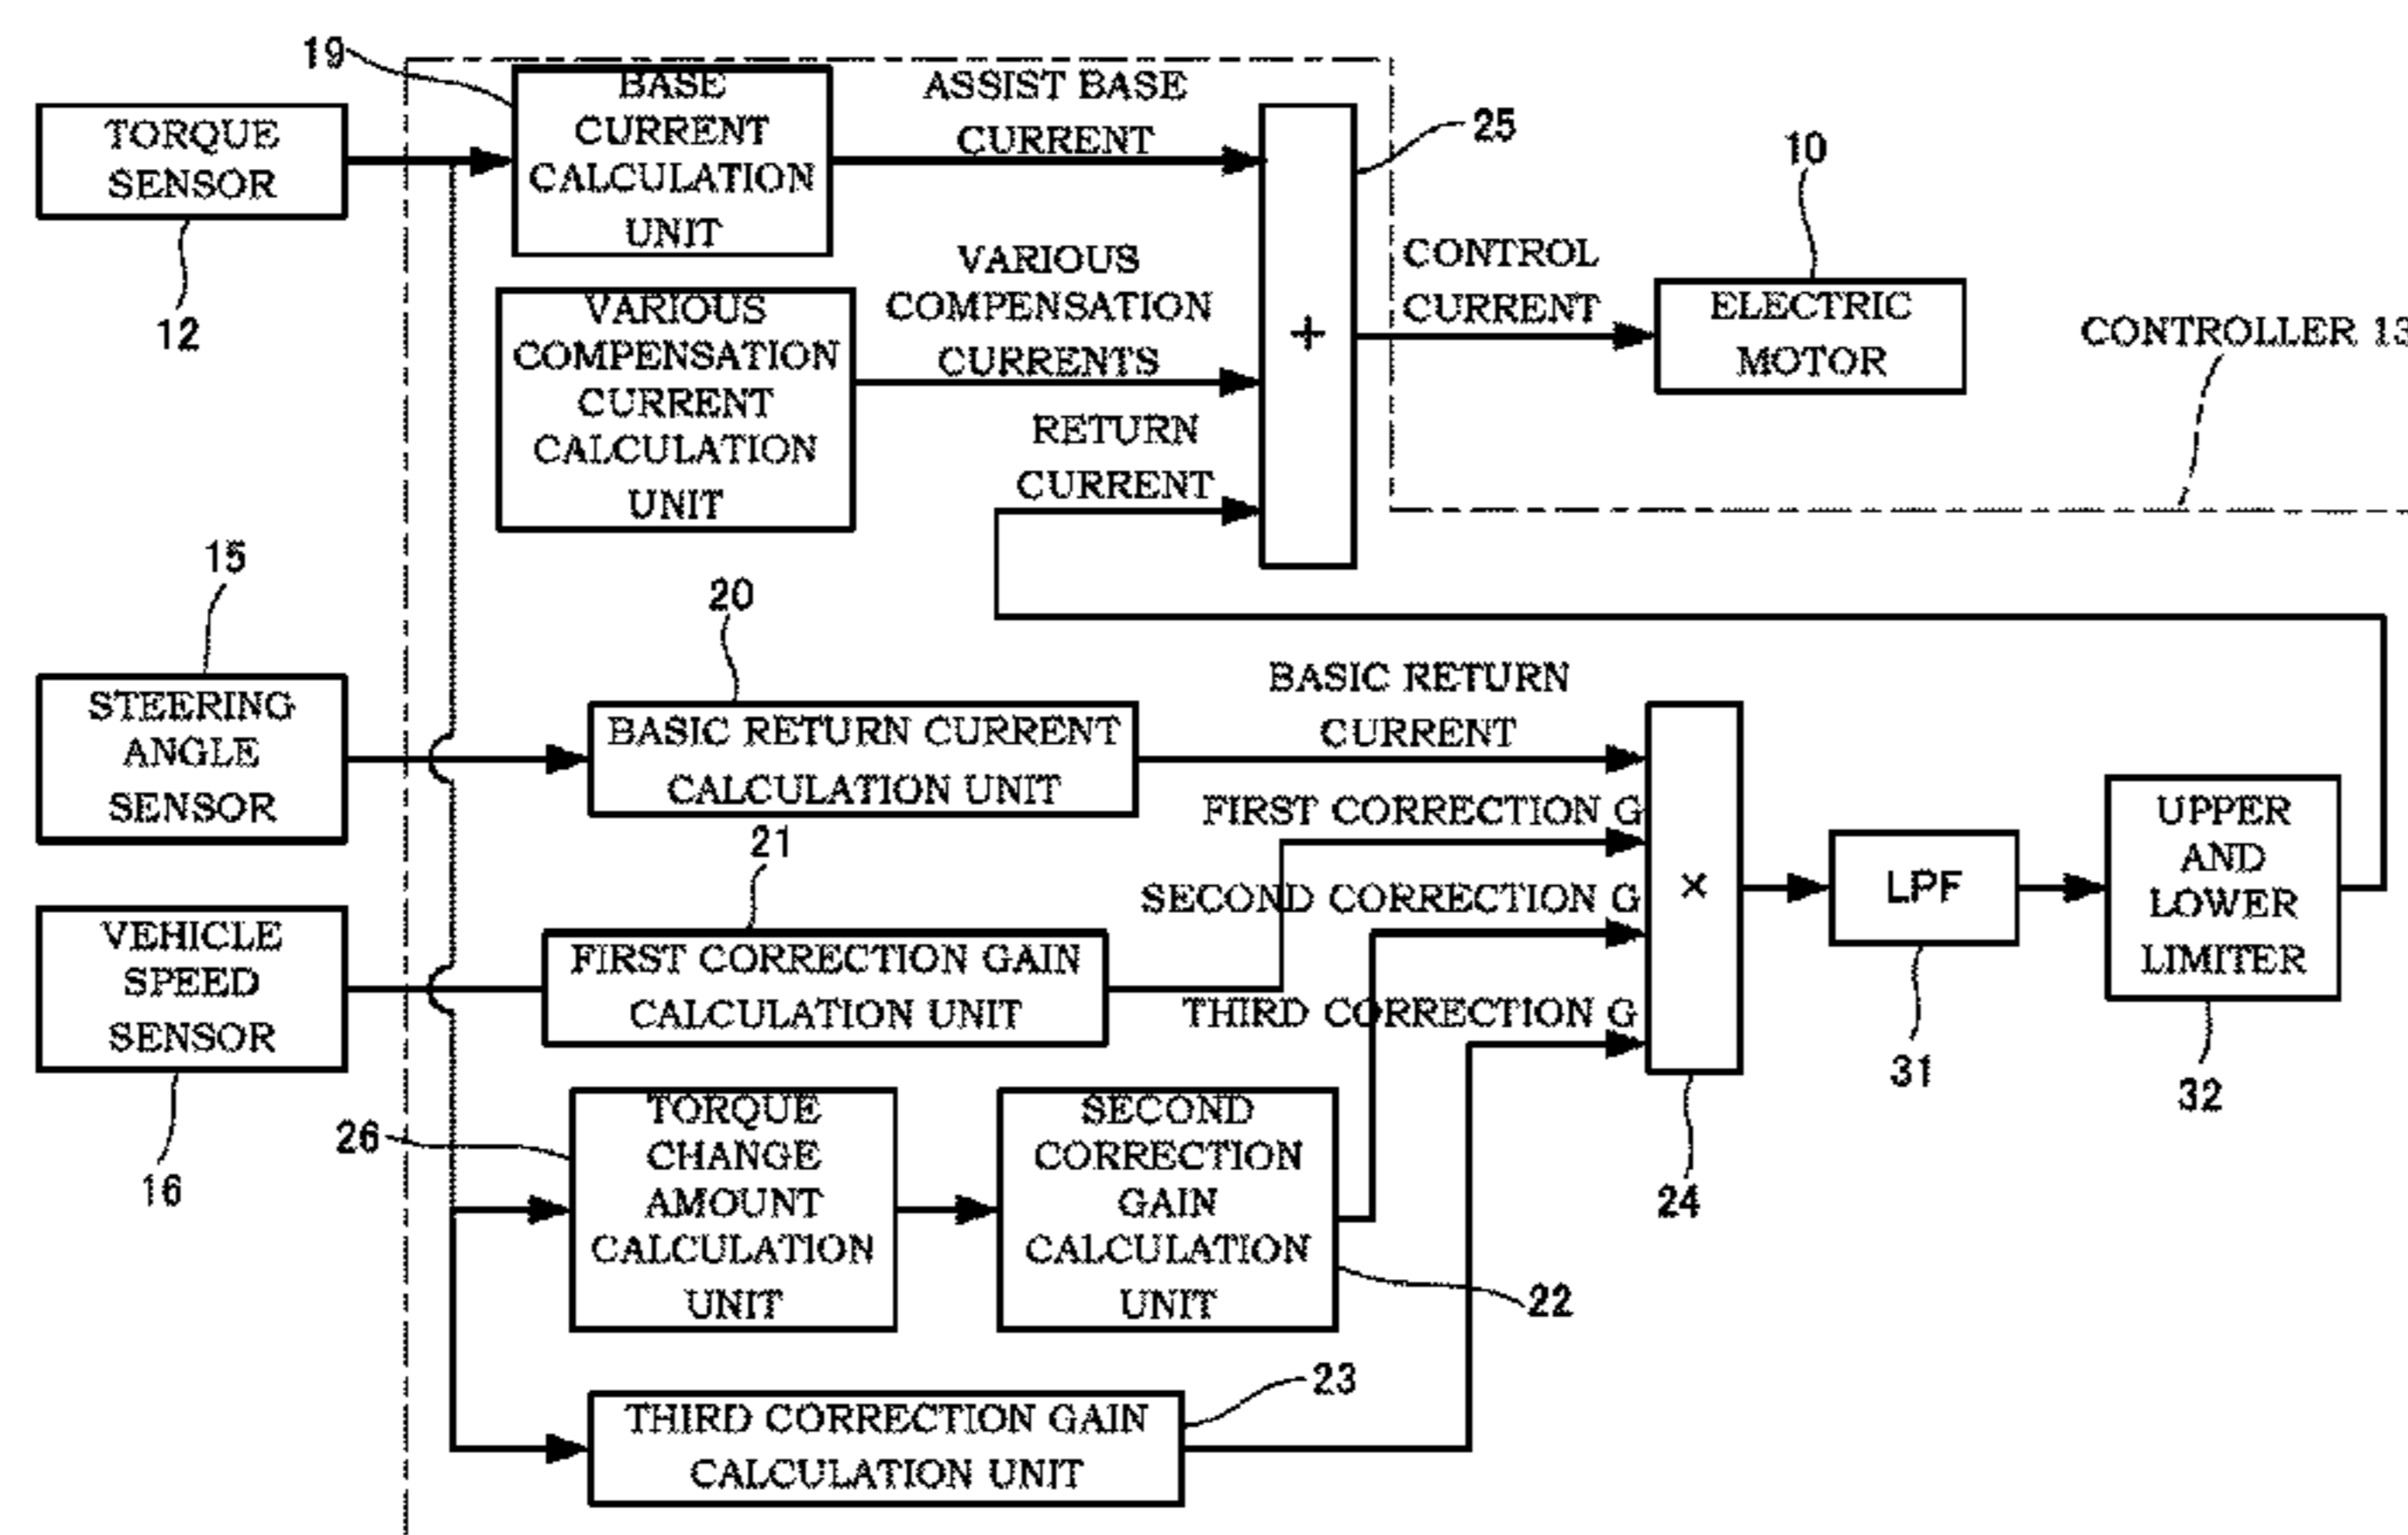 19
TORQUE
SENSOR
12
BASE
CURRENT
CALCULATION
UNIT
ASSIST BASE
CURRENT
25
10
VARIOUS
COMPENSATION
CURRENT
CALCULATION
UNIT
VARIOUS
COMPENSATION
CURRENTS
RETURN
CURRENT
+
CONTROL
CURRENT
ELECTRIC
MOTOR
CONTROLLER 13
15
STEERING
ANGLE
SENSOR
20
BASIC RETURN CURRENT
CALCULATION UNIT
BASIC RETURN
CURRENT
21
FIRST CORRECTION G
SECOND CORRECTION G
THIRD CORRECTION G
×
LPF
UPPER
AND
LOWER
LIMITER
VEHICLE
SPEED
SENSOR
16
FIRST CORRECTION GAIN
CALCULATION UNIT
31
32
24
26
TORQUE
CHANGE
AMOUNT
CALCULATION
UNIT
SECOND
CORRECTION
GAIN
CALCULATION
UNIT
22
23
THIRD CORRECTION GAIN
CALCULATION UNIT